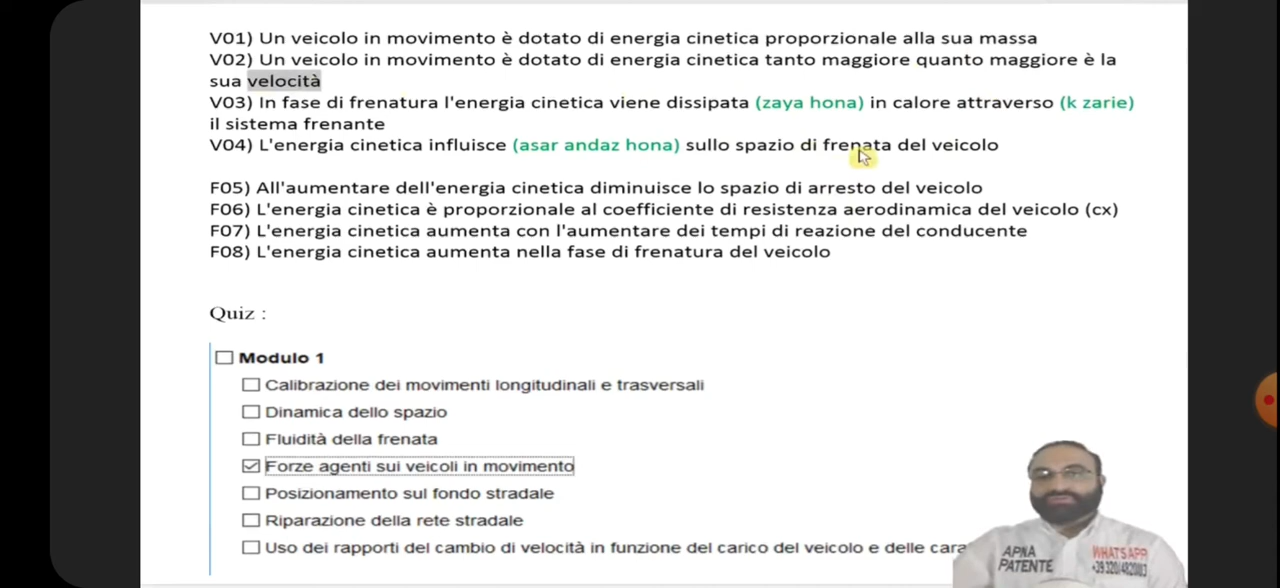 V01) Un veicolo in movimento è dotato di energia cinetica proporzionale alla sua massa
V02) Un veicolo in movimento è dotato di energia cinetica tanto maggiore quanto maggiore è la
sua velocità
V03) In fase di frenatura l'energia cinetica viene dissipata (zaya hona) in calore attraverso (k zarie)
il sistema frenante
V04) L'energia cinetica influisce (asar andaz hona) sullo spazio di frenata del veicolo
F05) All'aumentare dell'energia cinetica diminuisce lo spazio di arresto del veicolo
F06) L'energia cinetica è proporzionale al coefficiente di resistenza aerodinamica del veicolo (cx)
F07) L'energia cinetica aumenta con l'aumentare dei tempi di reazione del conducente
F08) L'energia cinetica aumenta nella fase di frenatura del veicolo
Quiz :
Modulo 1
Calibrazione dei movimenti longitudinali e trasversali
Dinamica dello spazio
Fluidità della frenata
Forze agenti sui veicoli in movimento
Posizionamento sul fondo stradale
Riparazione della rete stradale
Uso dei rapporti del cambio di velocità in funzione del carico del veicolo e delle cara
APNA
PATENTE
WHATSAPP